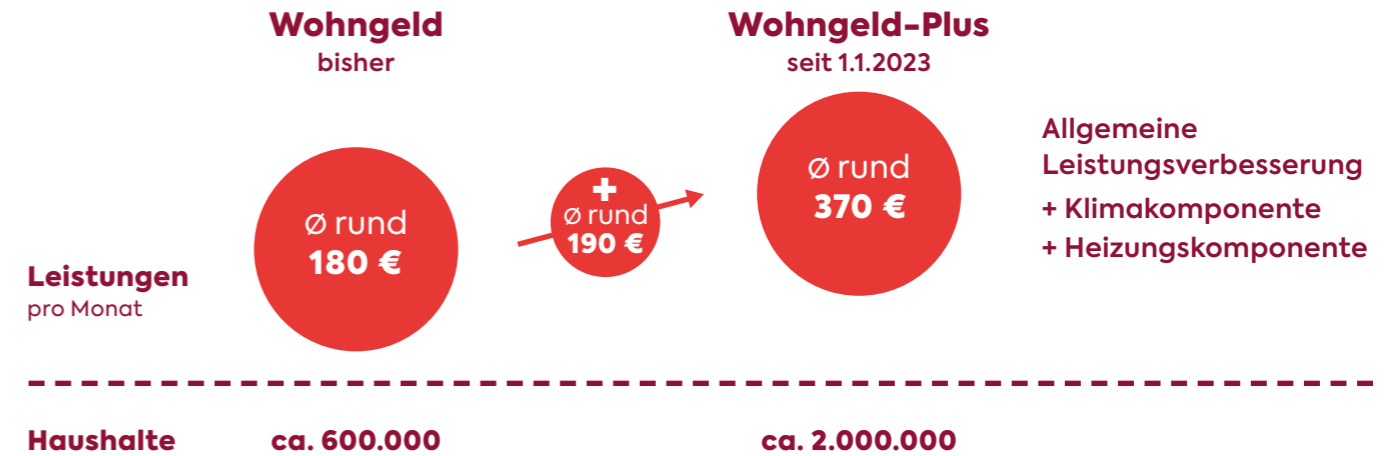 Wohngeld
bisher
Wohngeld-Plus
seit 1.1.2023
Leistungen
pro Monat
Ø rund
180 €
+
Ø rund
190 €
Ø rund
370 €
Allgemeine
Leistungsverbesserung
+ Klimakomponente
+ Heizungskomponente
Haushalte
ca. 600.000
ca. 2.000.000